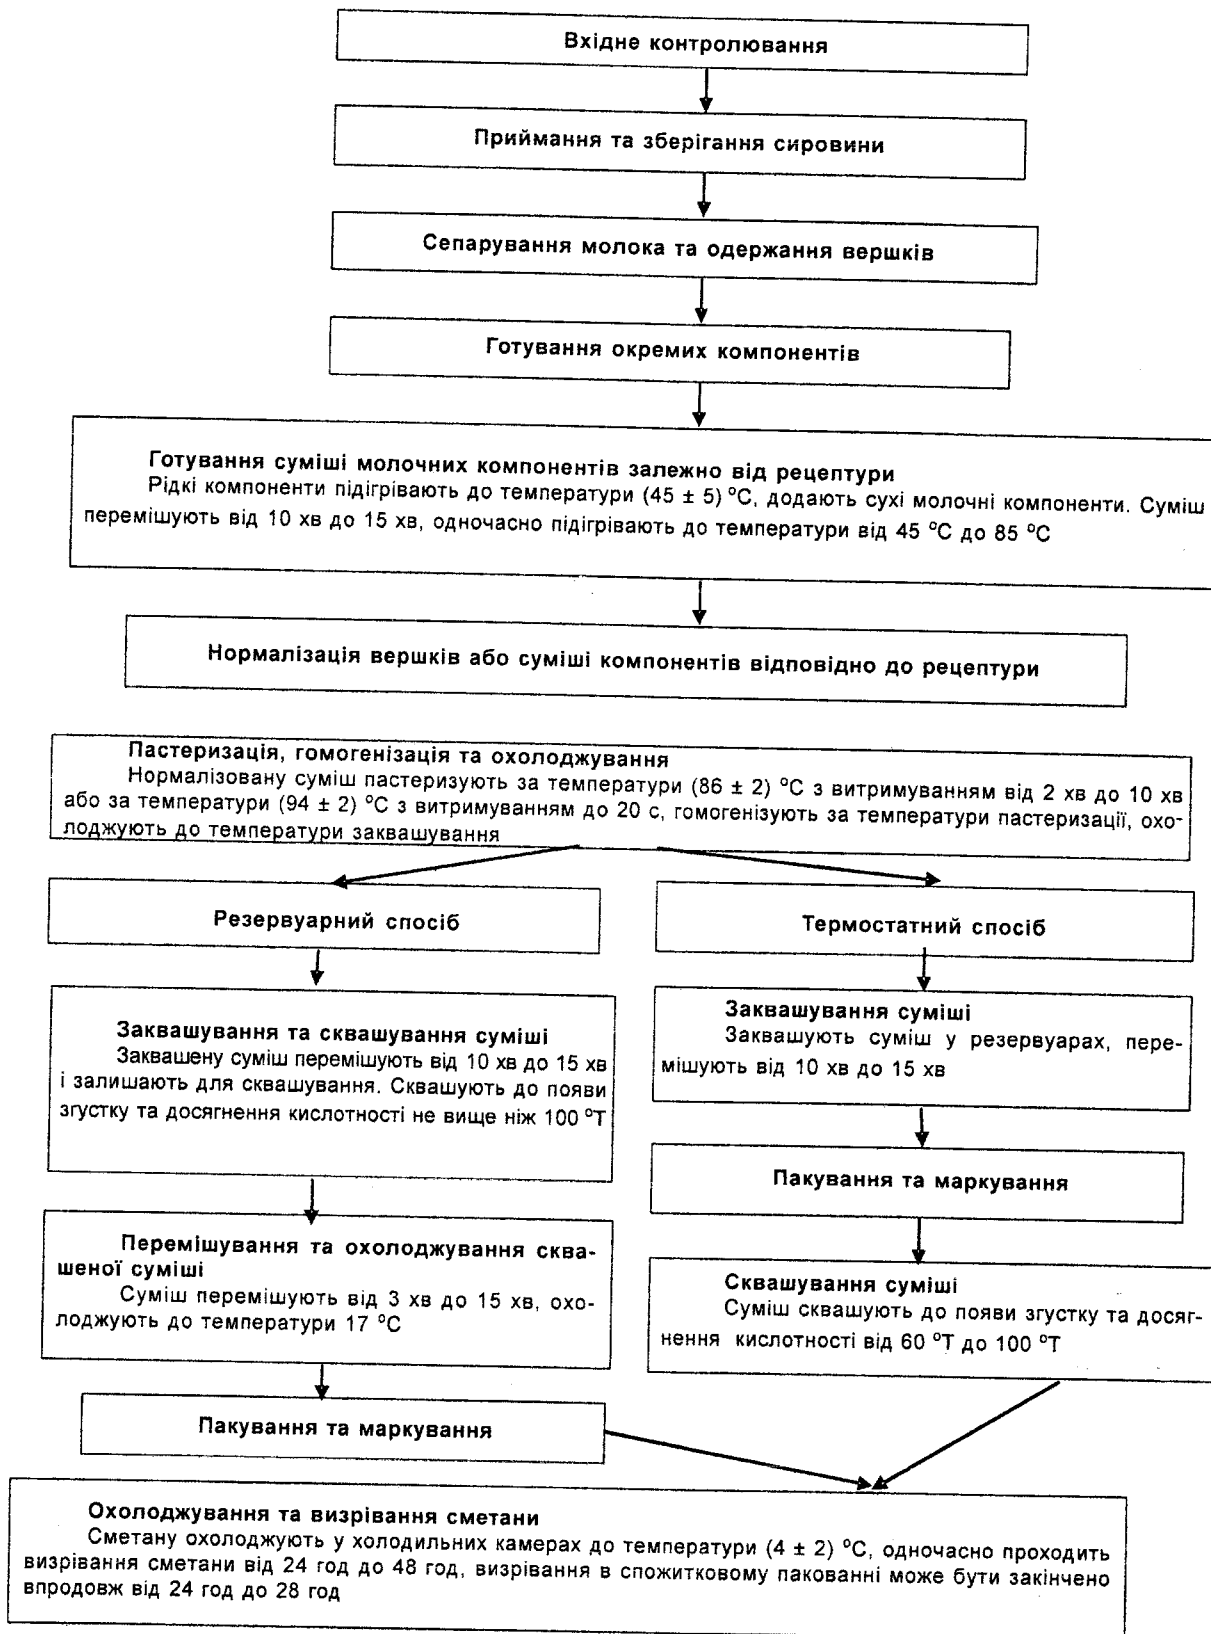 Вхідне контролювання
Приймання та зберігання сировини
Сепарування молока та одержання вершків
Готування окремих компонентів
Готування суміші молочних компонентів залежно від рецептури
Рідкі компоненти підігрівають до температури (45 ± 5) °С, додають сухі молочні компоненти. Суміш
перемішують від 10 хв до 15 хв, одночасно підігрівають до температури від 45 °С до 85 °С
Нормалізація вершків або суміші компонентів відповідно до рецептури
Пастеризація, гомогенізація та охолоджування
Нормалізовану суміш пастеризують за температури (86 ± 2) °С з витримуванням від 2 хв до 10 хв
або за температури (94 ± 2) °С з витримуванням до 20 с, гомогенізують за температури пастеризації, охо-
лоджують до температури заквашування
Резервуарний спосіб
Заквашування та сквашування суміші
Заквашену суміш перемішують від 10 хв до 15 хв
і залишають для сквашування. Сквашують до появи
згустку та досягнення кислотності не вище ніж 100 °Т
Перемішування та охолоджування сква-
шеної суміші
Суміш перемішують від 3 хв до 15 хв, охо-
лоджують до температури 17 °С
Пакування та маркування
Термостатний спосіб
Заквашування суміші
Заквашують суміш у резервуарах, пере-
мішують від 10 хв до 15 хв
Пакування та маркування
Сквашування суміші
Суміш сквашують до появи згустку та досяг-
нення кислотності від 60 °Т до 100 °Т
Охолоджування та визрівання сметани
Сметану охолоджують у холодильних камерах до температури (4 ± 2) °С, одночасно проходить
визрівання сметани від 24 год до 48 год, визрівання в спожитковому пакованні може бути закінчено
впродовж від 24 год до 28 год